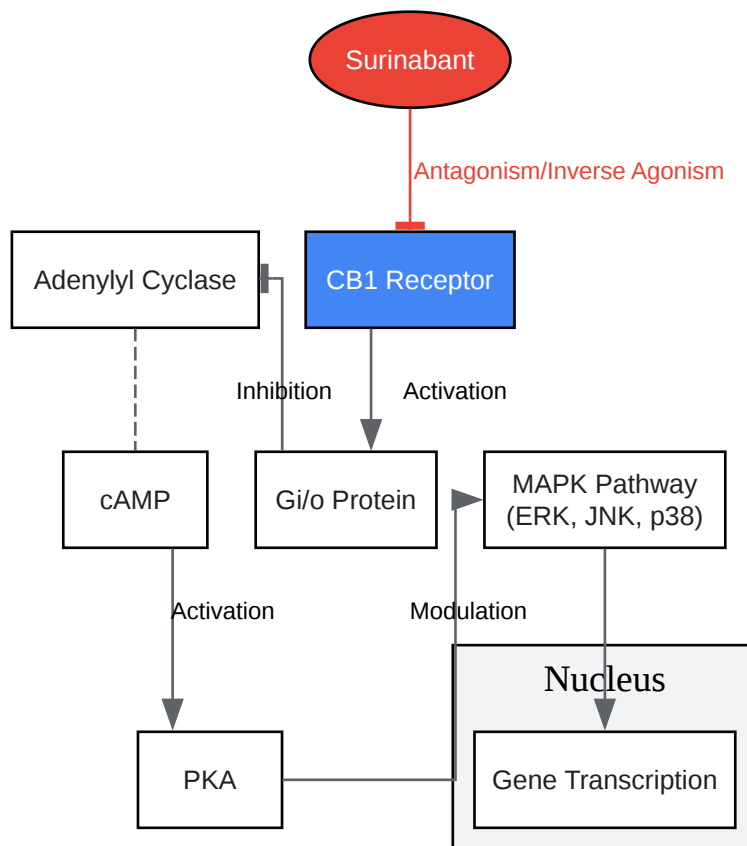 Surinabant
Antagonism/Inverse Agonism
Adenylyl Cyclase
CB1 Receptor
Inhibition
Activation
cAMP
Gi/o Protein
MAPK Pathway
(ERK, JNK, p38)
Activation
Modulation
Nucleus
PKA
Gene Transcription